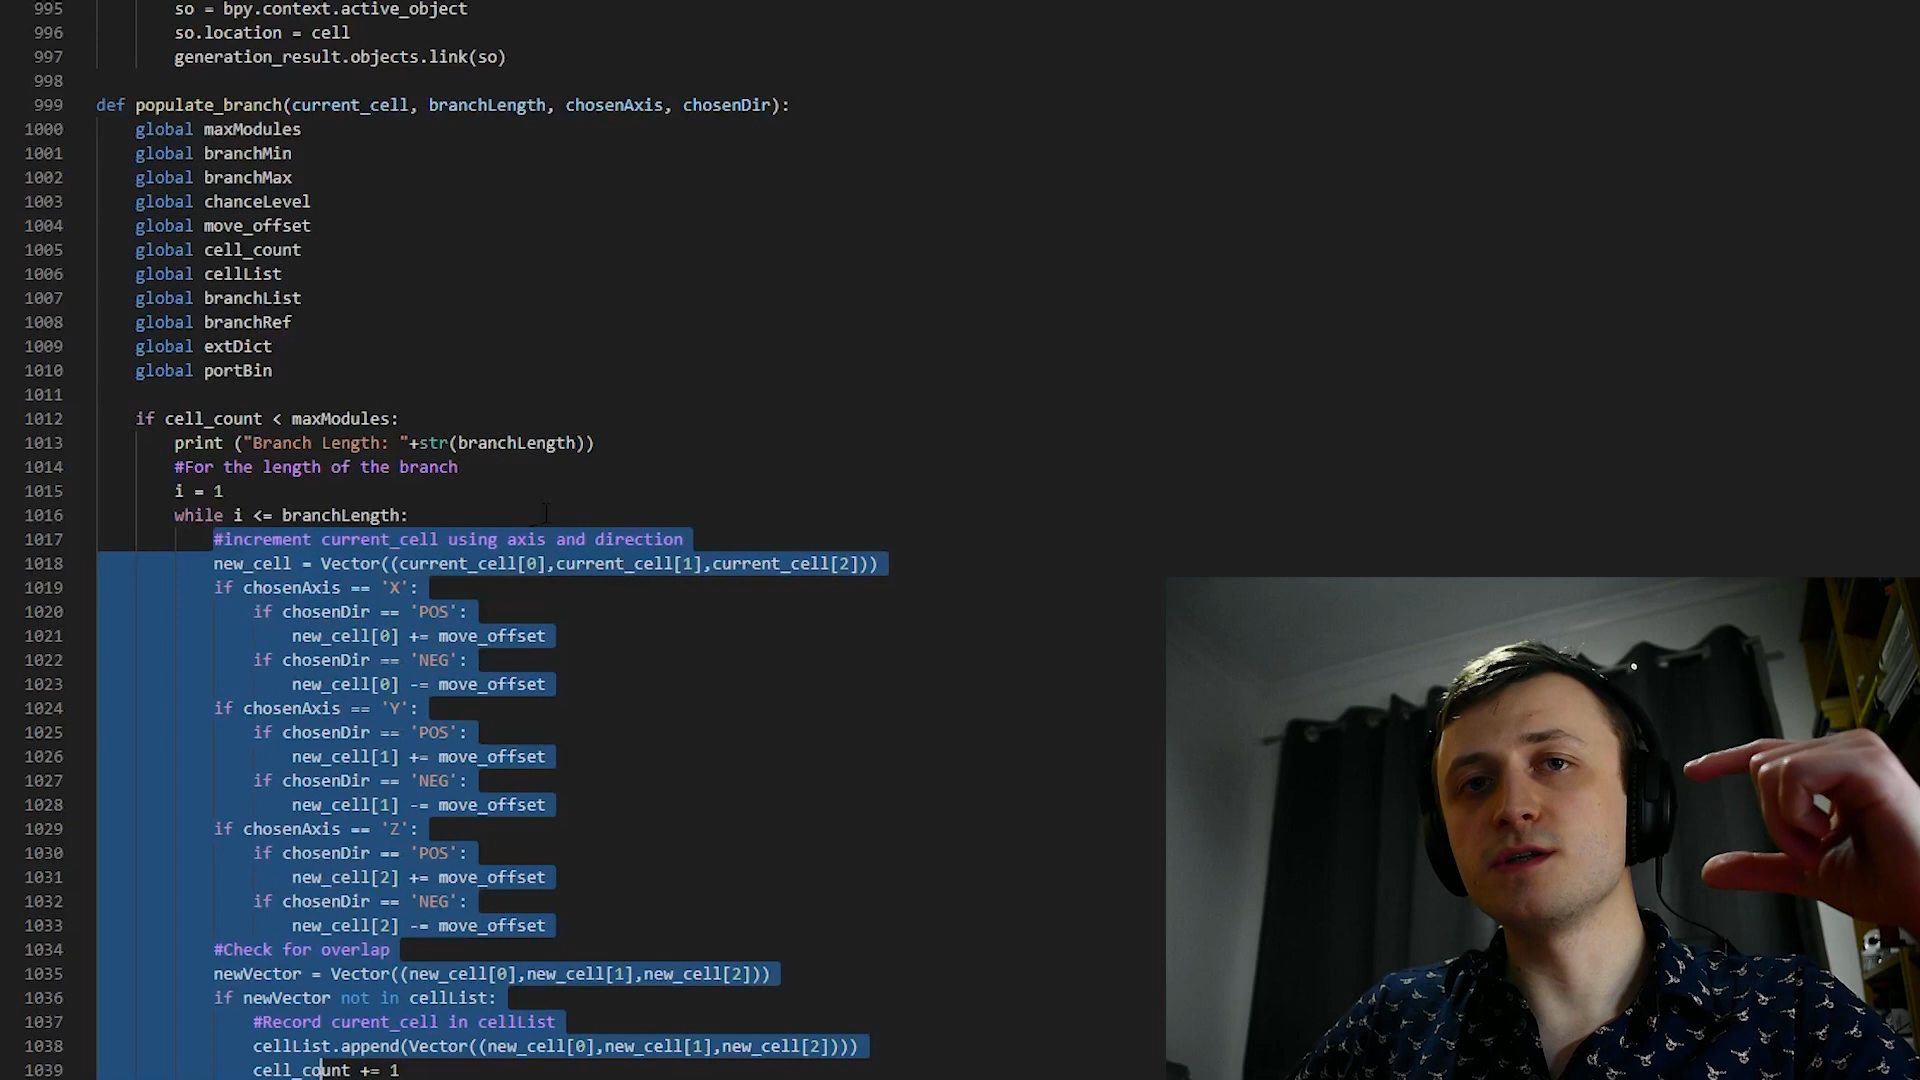 995 so = bpy.context.active_object
996 so.location = cell
997 generation_result.objects.link(so)
998
999 def populate_branch(current_cell, branchLength, chosenAxis, chosenDir):
1000 global maxModules
1001 global branchMin
1002 global branchMax
1003 global chanceLevel
1004 global move_offset
1005 global cell_count
1006 global cellList
1007 global branchList
1008 global branchRef
1009 global extDict
1010 global portBin
1011
1012 if cell_count < maxModules:
1013 print ("Branch Length: "+str(branchLength))
1014 #For the length of the branch
1015 i = 1
1016 while i <= branchLength:
1017 #increment current_cell using axis and direction
1018 new_cell = Vector((current_cell[0],current_cell[1],current_cell[2]))
1019 if chosenAxis == 'X':
1020 if chosenDir == 'POS':
1021 new_cell[0] += move_offset
1022 if chosenDir == 'NEG':
1023 new_cell[0] -= move_offset
1024 if chosenAxis == 'Y':
1025 if chosenDir == 'POS':
1026 new_cell[1] += move_offset
1027 if chosenDir == 'NEG':
1028 new_cell[1] -= move_offset
1029 if chosenAxis == 'Z':
1030 if chosenDir == 'POS':
1031 new_cell[2] += move_offset
1032 if chosenDir == 'NEG':
1033 new_cell[2] -= move_offset
1034 #Check for overlap
1035 newVector = Vector((new_cell[0],new_cell[1],new_cell[2]))
1036 if newVector not in cellList:
1037 #Record curent_cell in cellList
1038 cellList.append(Vector((new_cell[0],new_cell[1],new_cell[2])))
1039 cell_count += 1